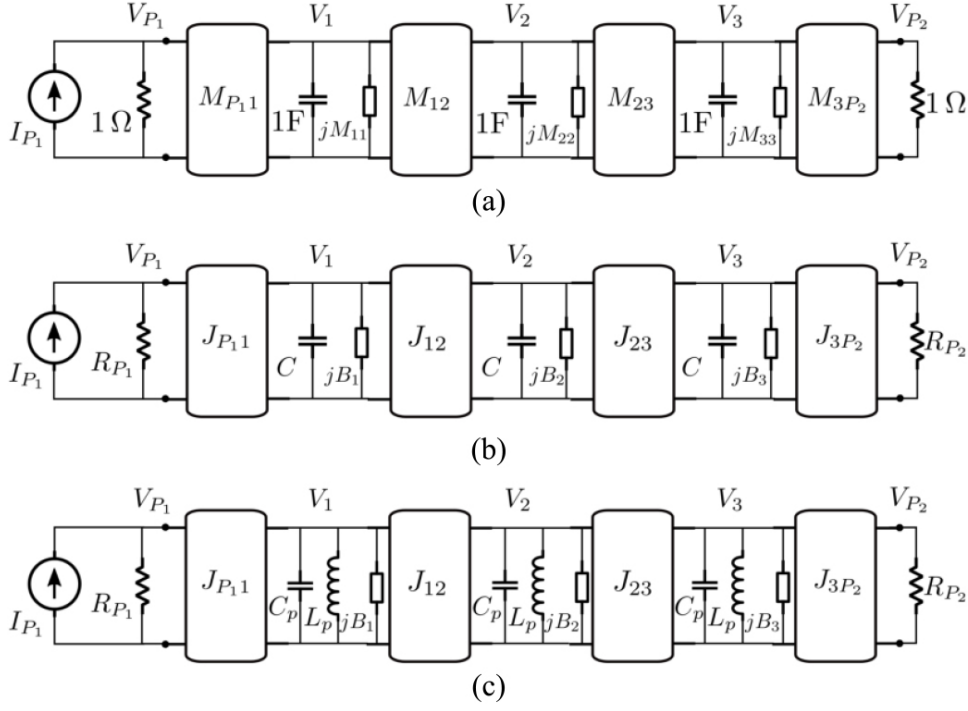 V_{P_1} V_1 V_2 V_3 V_{P_2}
I_{P_1} 1 Ω M_{P_1 1} 1F jM_{11} M_{12} 1F jM_{22} M_{23} 1F jM_{33} M_{3P_2} 1 Ω
(a)
V_{P_1} V_1 V_2 V_3 V_{P_2}
I_{P_1} R_{P_1} J_{P_1 1} C jB_1 J_{12} C jB_2 J_{23} C jB_3 J_{3P_2} R_{P_2}
(b)
V_{P_1} V_1 V_2 V_3 V_{P_2}
I_{P_1} R_{P_1} J_{P_1 1} C_p L_p jB_1 J_{12} C_p L_p jB_2 J_{23} C_p L_p jB_3 J_{3P_2} R_{P_2}
(c)